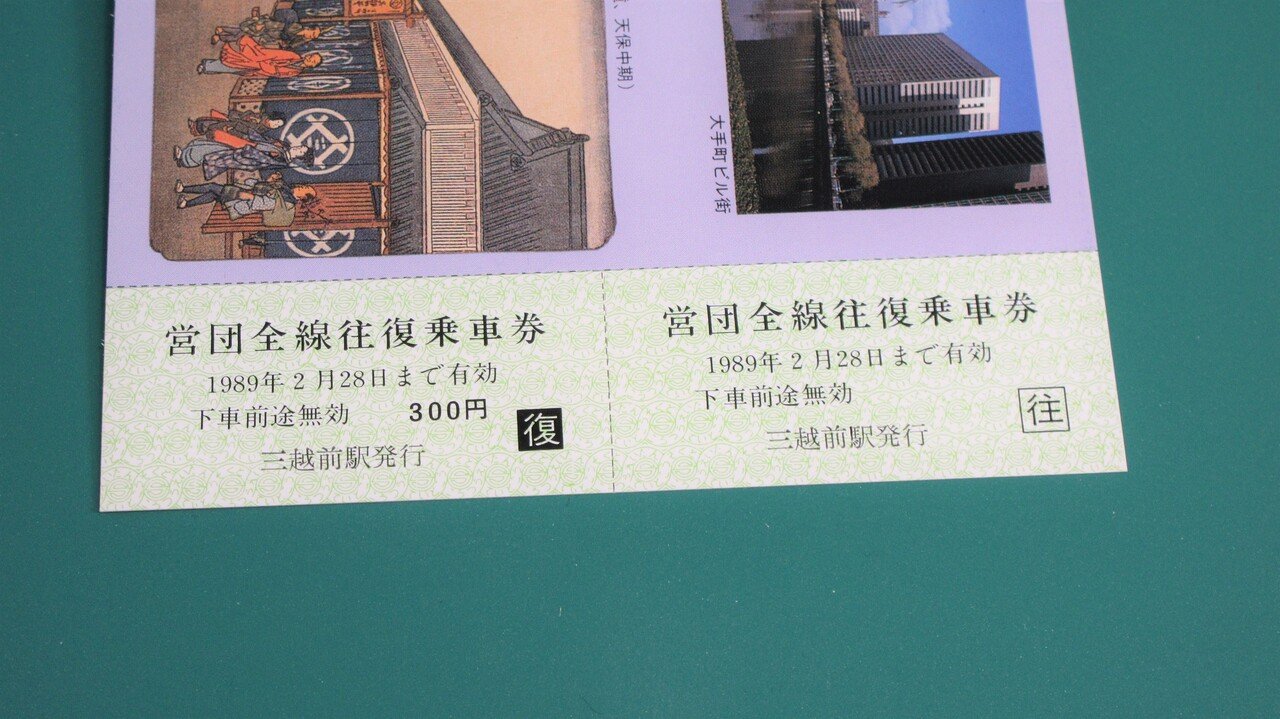 天保中期)
大手町ビル街
営団全線往復乗車券
1989年2月28日まで有効
下車前途無効 300円
復
三越前駅発行
営団全線往復乗車券
1989年2月28日まで有効
下車前途無効
往
三越前駅発行